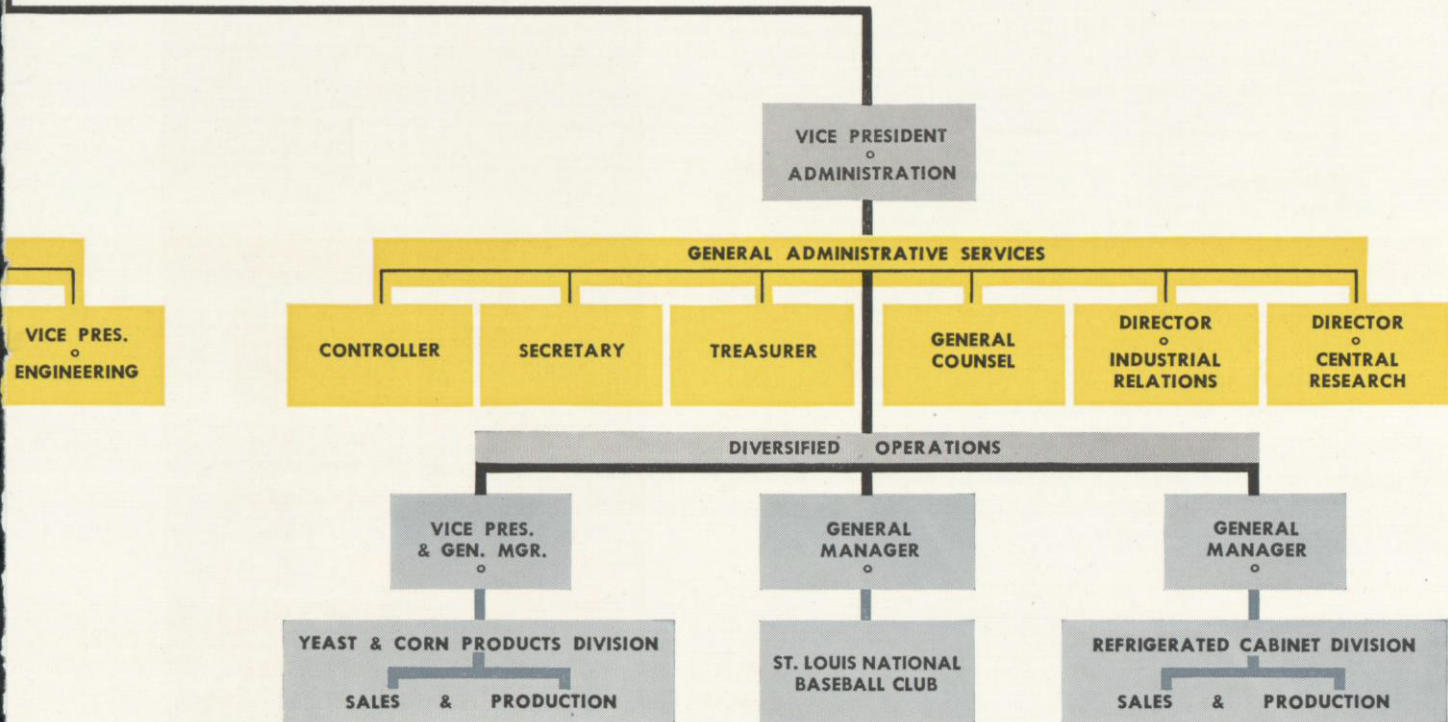 VICE PRESIDENT
o
ADMINISTRATION
GENERAL ADMINISTRATIVE SERVICES
VICE PRES.
o
ENGINEERING
CONTROLLER
SECRETARY
TREASURER
GENERAL
COUNSEL
DIRECTOR
o
INDUSTRIAL
RELATIONS
DIRECTOR
o
CENTRAL
RESEARCH
DIVERSIFIED OPERATIONS
VICE PRES.
& GEN. MGR.
o
GENERAL
MANAGER
o
GENERAL
MANAGER
o
YEAST & CORN PRODUCTS DIVISION
SALES & PRODUCTION
ST. LOUIS NATIONAL
BASEBALL CLUB
REFRIGERATED CABINET DIVISION
SALES & PRODUCTION